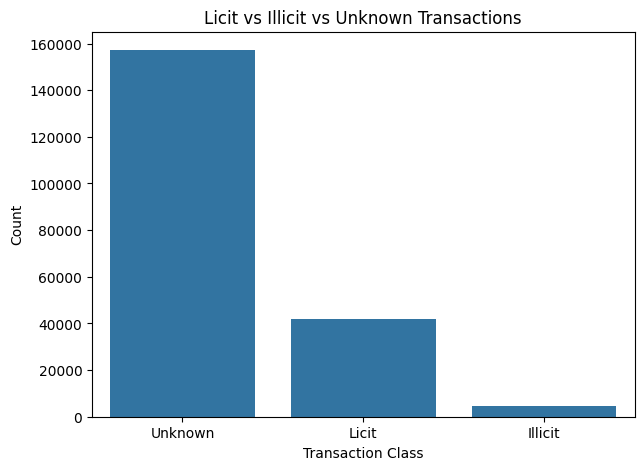 Licit vs Illicit vs Unknown Transactions
160000
140000
120000
100000
80000
60000
40000
20000
0
Count
Unknown Licit Illicit
Transaction Class